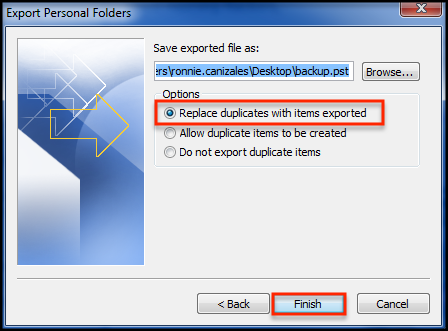 Export Personal Folders
Save exported file as:
ers\ronnie.canizales\Desktop\backup.pst
Browse...
Options
Replace duplicates with items exported
Allow duplicate items to be created
Do not export duplicate items
< Back
Finish
Cancel